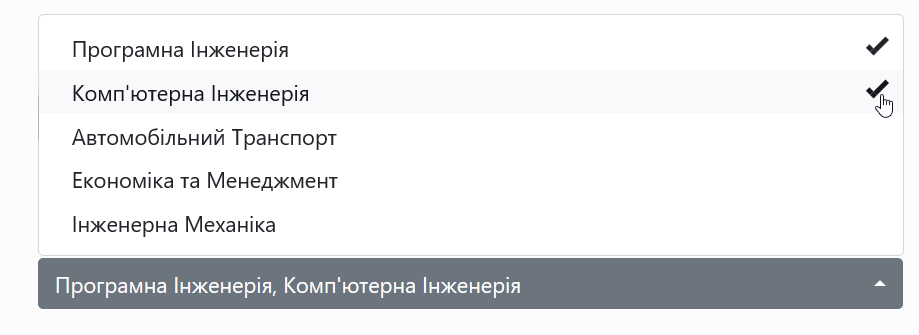 Програмна Інженерія
Комп'ютерна Інженерія
Автомобільний Транспорт
Економіка та Менеджмент
Інженерна Механіка
Програмна Інженерія, Комп'ютерна Інженерія